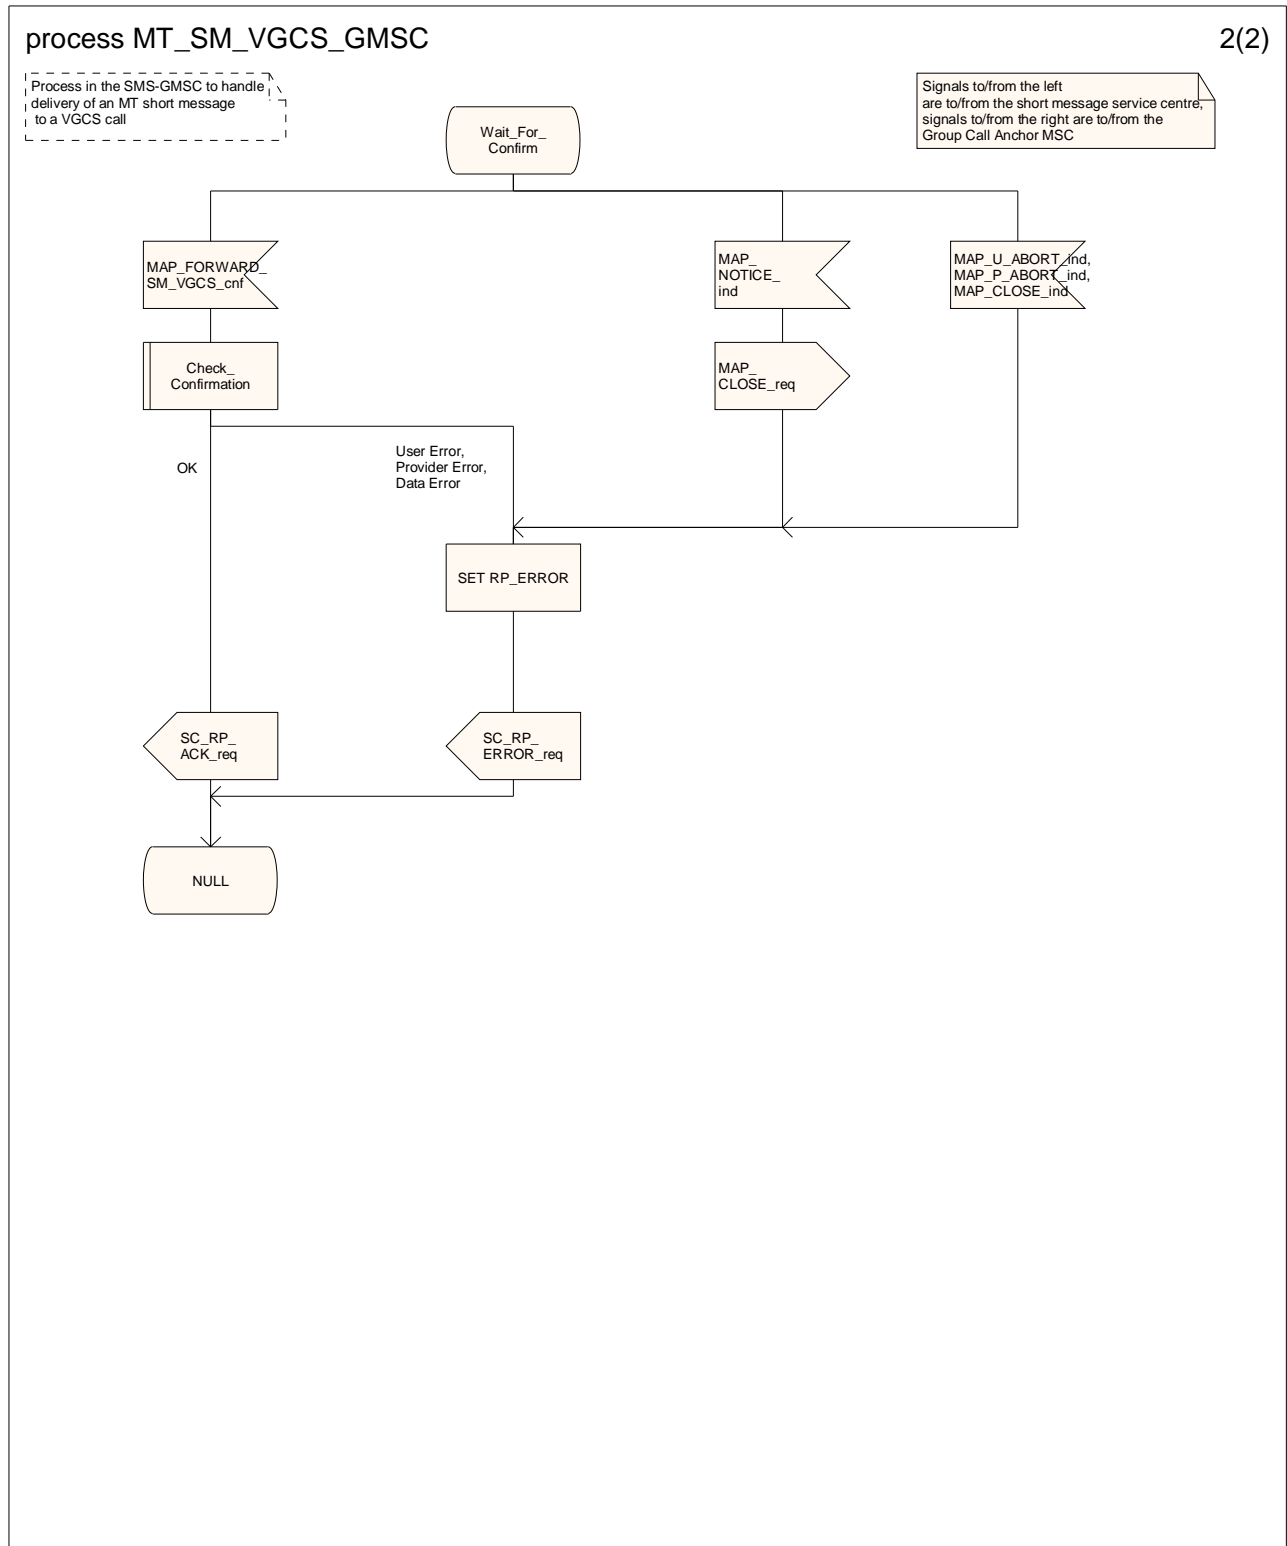 process MT_SM_VGCS_GMSC
2(2)
Process in the SMS-GMSC to handle
delivery of an MT short message
to a VGCS call
Signals to/from the left
are to/from the short message service centre,
signals to/from the right are to/from the
Group Call Anchor MSC
Wait_For_
Confirm
MAP_FORWARD_
SM_VGCS_cnf
MAP_
NOTICE_
ind
MAP_U_ABORT_ind,
MAP_P_ABORT_ind,
MAP_CLOSE_ind
Check_
Confirmation
MAP_
CLOSE_req
OK
User Error,
Provider Error,
Data Error
SET RP_ERROR
SC_RP_
ACK_req
SC_RP_
ERROR_req
NULL